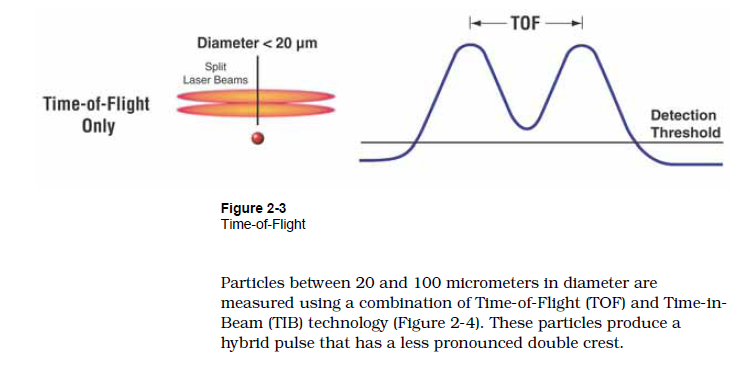 TOF
Diameter < 20 µm
Split
Laser Beams
Time-of-Flight
Only
Detection
Threshold
Figure 2-3
Time-of-Flight
Particles between 20 and 100 micrometers in diameter are
measured using a combination of Time-of-Flight (TOF) and Time-in-
Beam (TIB) technology (Figure 2-4). These particles produce a
hybrid pulse that has a less pronounced double crest.